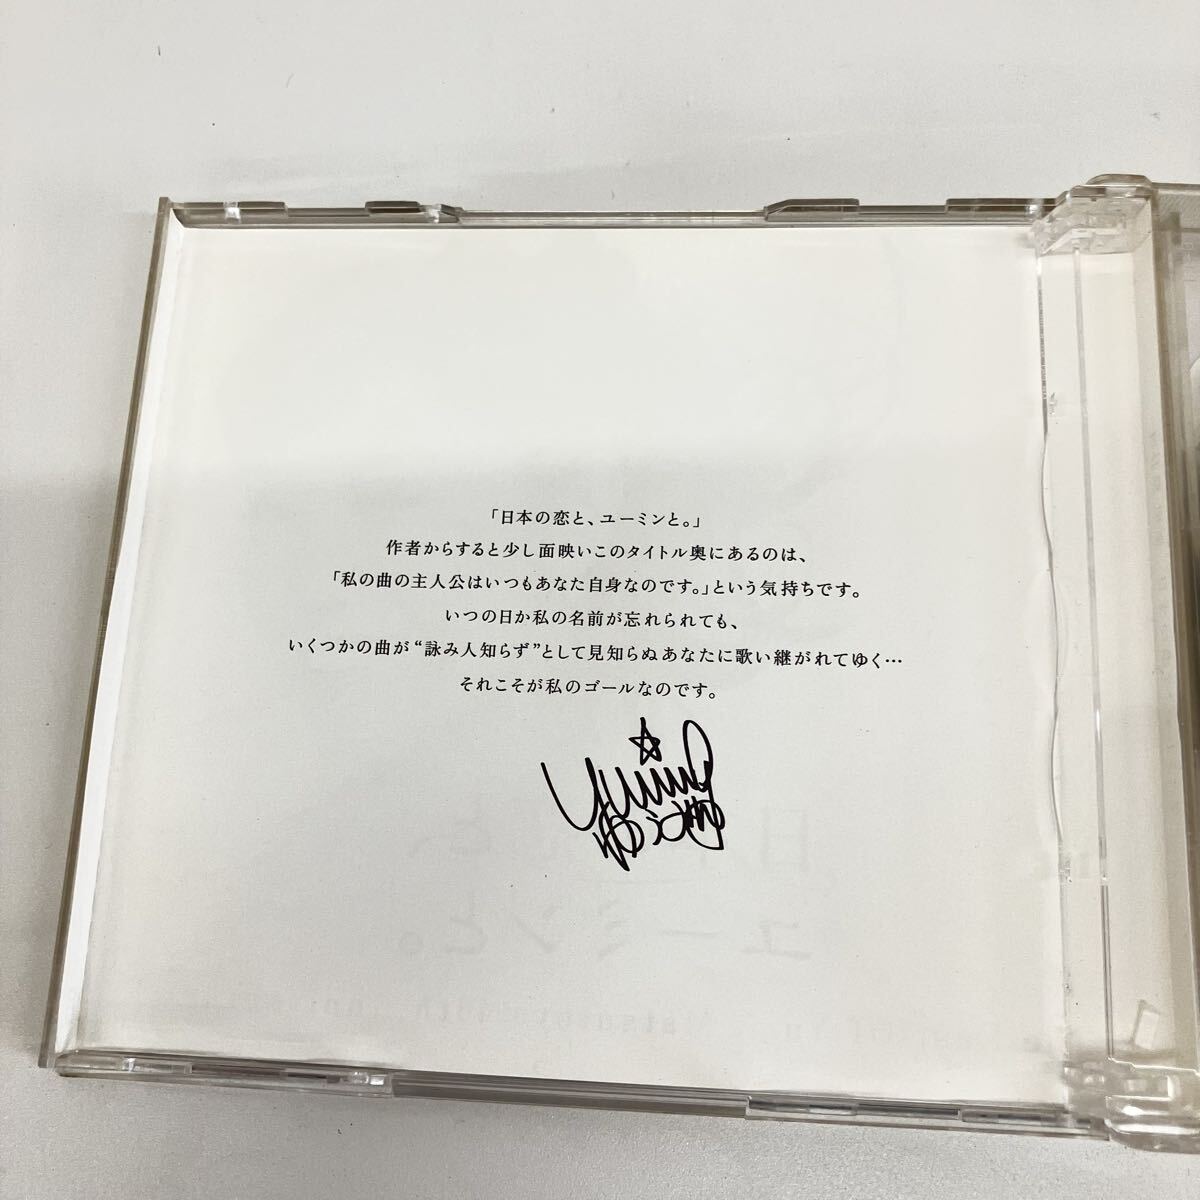 「日本の恋と、ユーミンと。」
作者からすると少し面映いこのタイトル奥にあるのは、
「私の曲の主人公はいつもあなた自身なのです。」という気持ちです。
いつの日か私の名前が忘れられても、
いくつかの曲が“詠み人知らず”として見知らぬあなたに歌い継がれてゆく…
それこそが私のゴールなのです。
Yuming